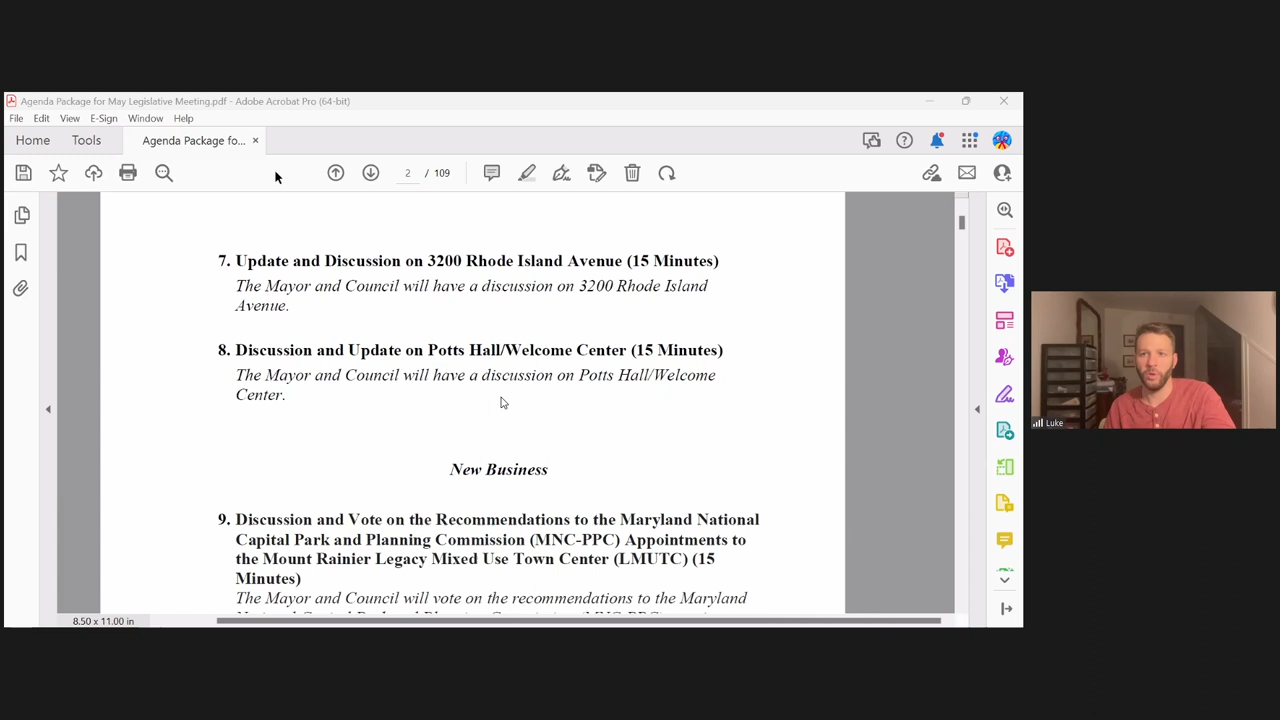 Agenda Package for May Legislative Meeting.pdf - Adobe Acrobat Pro (64-bit)
File Edit View E-Sign Window Help
Home Tools Agenda Package fo... ×
2 / 109
7. Update and Discussion on 3200 Rhode Island Avenue (15 Minutes)
The Mayor and Council will have a discussion on 3200 Rhode Island
Avenue.
8. Discussion and Update on Potts Hall/Welcome Center (15 Minutes)
The Mayor and Council will have a discussion on Potts Hall/Welcome
Center.
New Business
9. Discussion and Vote on the Recommendations to the Maryland National
Capital Park and Planning Commission (MNC-PPC) Appointments to
the Mount Rainier Legacy Mixed Use Town Center (LMUTC) (15
Minutes)
The Mayor and Council will vote on the recommendations to the Maryland
8.50 x 11.00 in
Luke